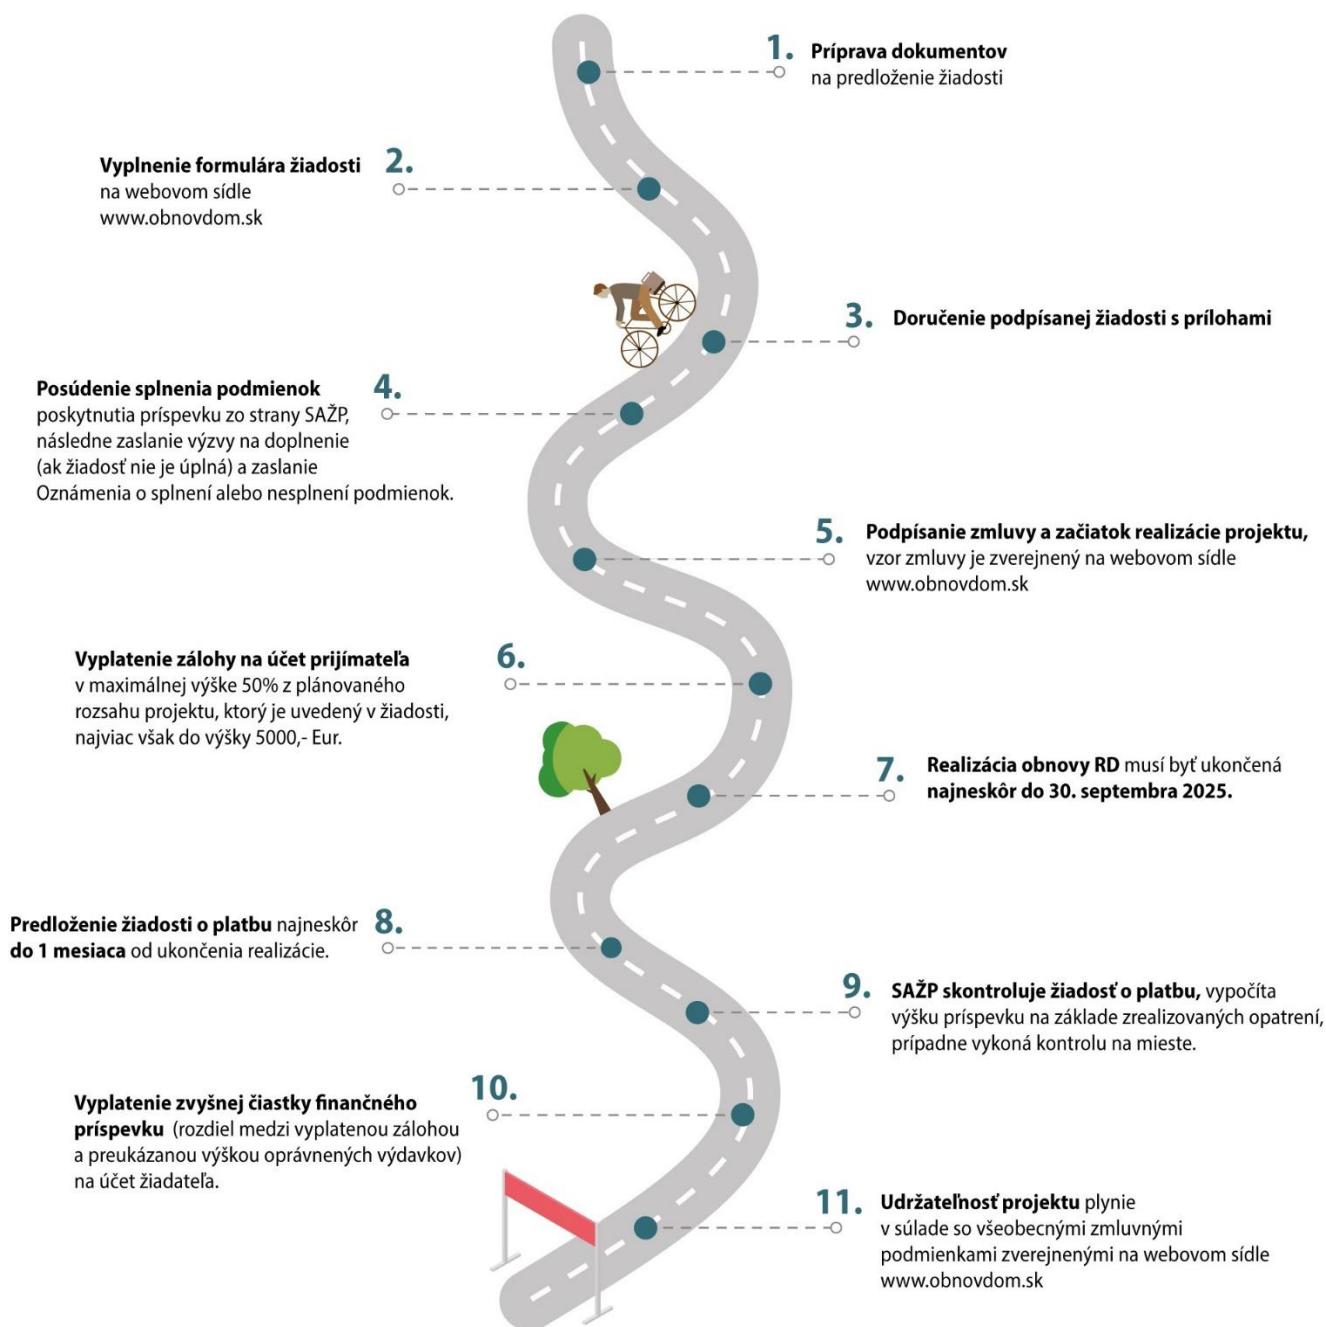 1. Príprava dokumentov
na predloženie žiadosti
2. Vyplnenie formulára žiadosti
na webovom sídle
www.obnovdom.sk
3. Doručenie podpísanej žiadosti s prílohami
4. Posúdenie splnenia podmienok
poskytnutia príspevku zo strany SAŽP,
následne zaslanie výzvy na doplnenie
(ak žiadosť nie je úplná) a zaslanie
Oznámenia o splnení alebo nesplnení podmienok.
5. Podpísanie zmluvy a začiatok realizácie projektu,
vzor zmluvy je zverejnený na webovom sídle
www.obnovdom.sk
6. Vyplatenie zálohy na účet prijímateľa
v maximálnej výške 50% z plánovaného
rozsahu projektu, ktorý je uvedený v žiadosti,
najviac však do výšky 5000,- Eur.
7. Realizácia obnovy RD musí byť ukončená
najneskôr do 30. septembra 2025.
8. Predloženie žiadosti o platbu najneskôr
do 1 mesiaca od ukončenia realizácie.
9. SAŽP skontroluje žiadosť o platbu, vypočíta
výšku príspevku na základe zrealizovaných opatrení,
prípadne vykoná kontrolu na mieste.
10. Vyplatenie zvyšnej čiastky finančného
príspevku (rozdiel medzi vyplatenou zálohou
a preukázanou výškou oprávnených výdavkov)
na účet žiadateľa.
11. Udržateľnosť projektu plynie
v súlade so všeobecnými zmluvnými
podmienkami zverejnenými na webovom sídle
www.obnovdom.sk